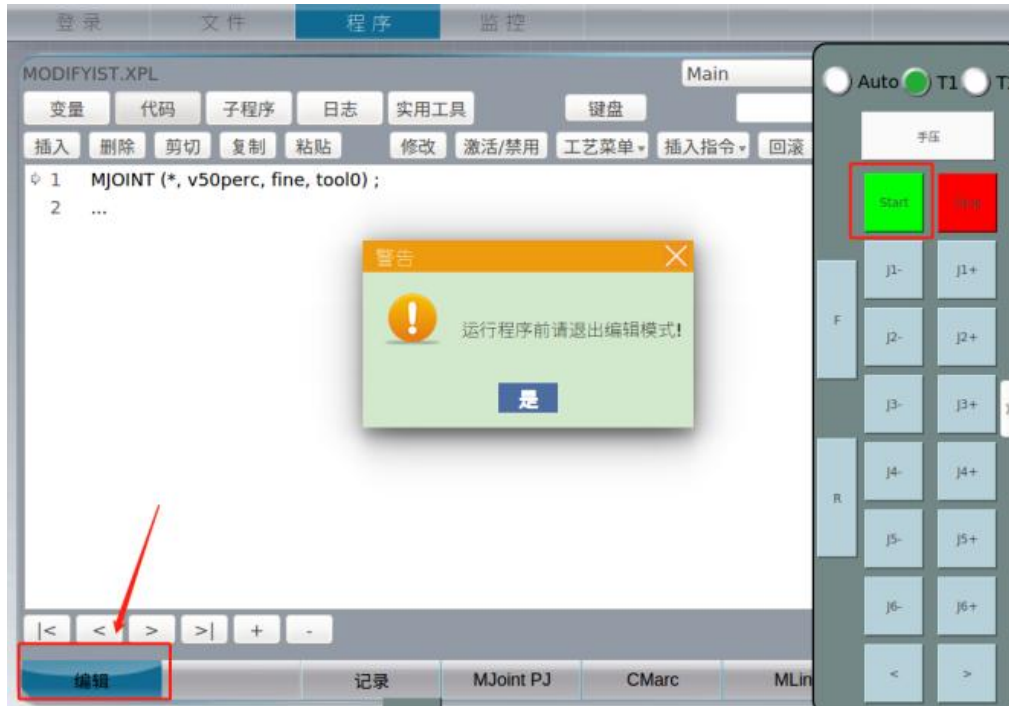 登录 文件 程序 监控
MODIFYIST.XPL Main
变量 代码 子程序 日志 实用工具 键盘
插入 删除 剪切 复制 粘贴 修改 激活/禁用 工艺菜单 插入指令 回滚
1 MJOINT (*, v50perc, fine, tool0) ;
2 ...
警告
运行程序前请退出编辑模式!
是
|< < > >| + -
编辑 记录 MJoint PJ CMarc MLin
Auto T1 T
手压
Start Stop
J1- J1+
F
J2- J2+
J3- J3+
J4- J4+
R
J5- J5+
J6- J6+
< >